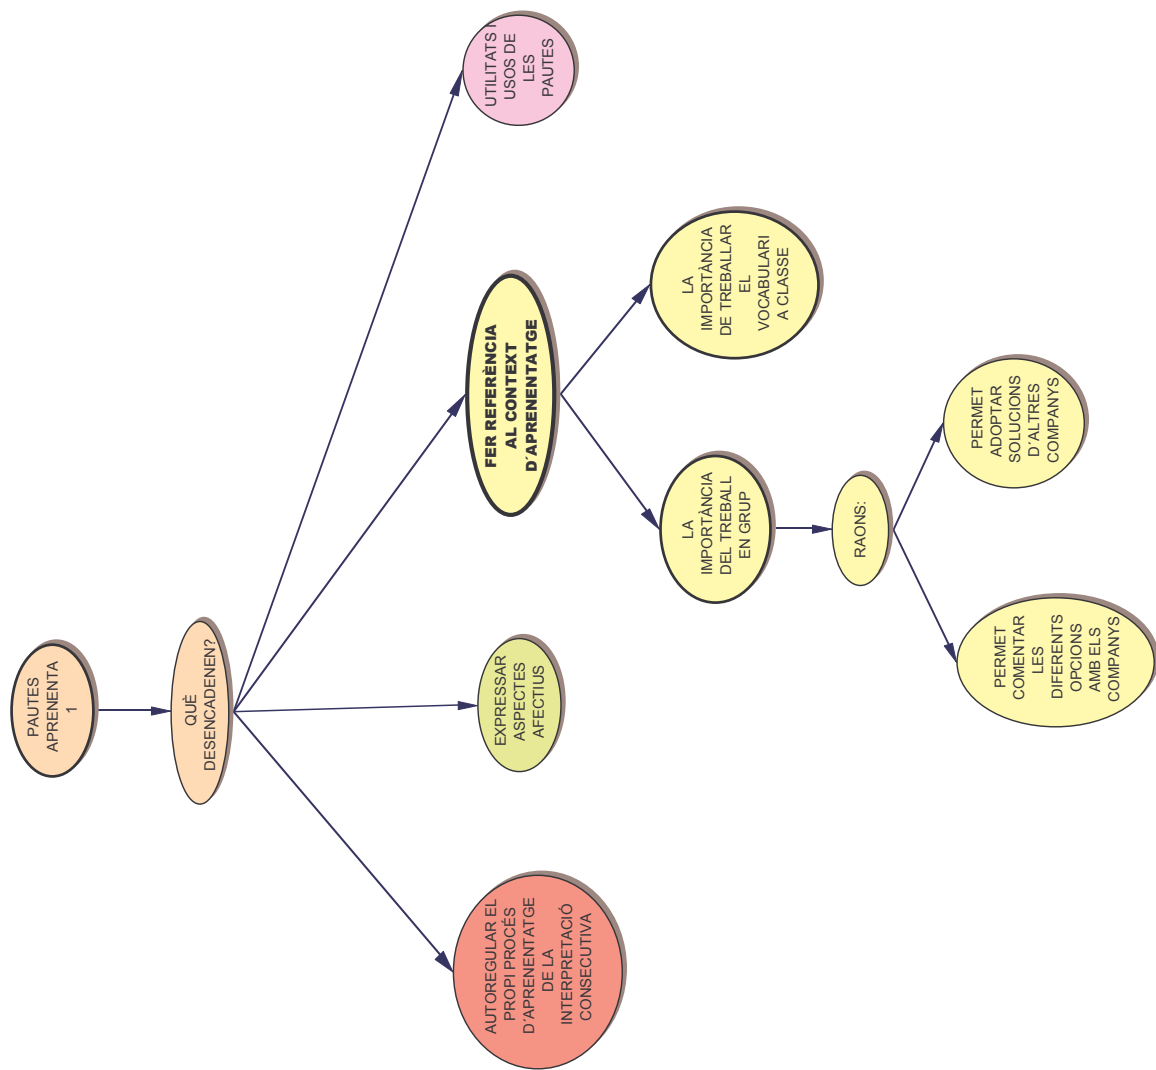 PAUTES
APRENENTA
1
QUÈ
DESENCADENEN?
AUTOREGULAR EL
PROPI PROCÉS
D´APRENENTATGE
DE LA
INTERPRETACIÓ
CONSECUTIVA
EXPRESSAR
ASPECTES
AFECTIUS
FER REFERÈNCIA
AL CONTEXT
D´APRENENTATGE
UTILITATS I
USOS DE
LES
PAUTES
LA
IMPORTÀNCIA
DEL TREBALL
EN GRUP
LA
IMPORTÀNCIA
DE TREBALLAR
EL
VOCABULARI
A CLASSE
RAONS:
PERMET
COMENTAR
LES
DIFERENTS
OPCIONS
AMB ELS
COMPANYS
PERMET
ADOPTAR
SOLUCIONS
D´ALTRES
COMPANYS